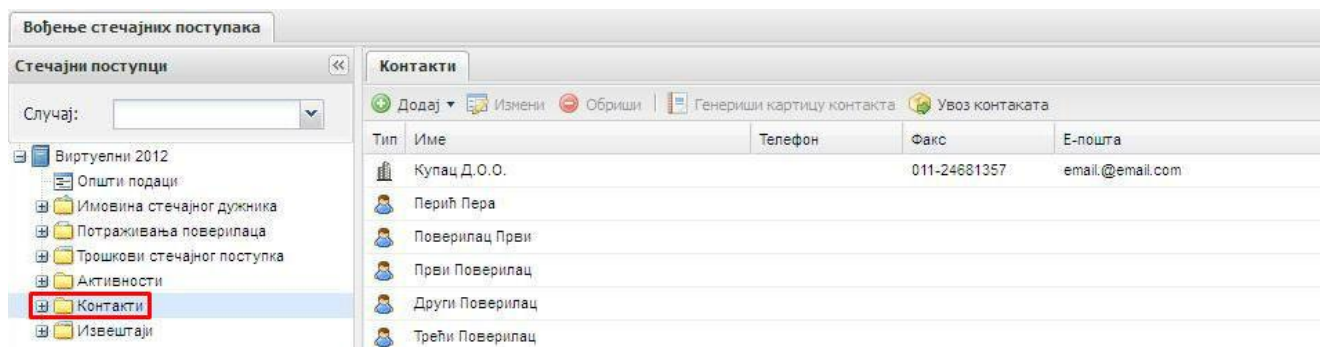 Вођење стечајних поступака
Стечајни поступци
Случај:
Виртуелни 2012
Општи подаци
Имовина стечајног дужника
Потраживања поверилаца
Трошкови стечајног поступка
Активности
Контакти
Извештаји
Контакти
Додај Измени Обриши Генериши картицу контакта Увоз контаката
Тип Име Телефон Факс Е-пошта
Купац Д.О.О. 011-24681357 email.@email.com
Перић Пера
Поверилац Први
Први Поверилац
Други Поверилац
Трећи Поверилац